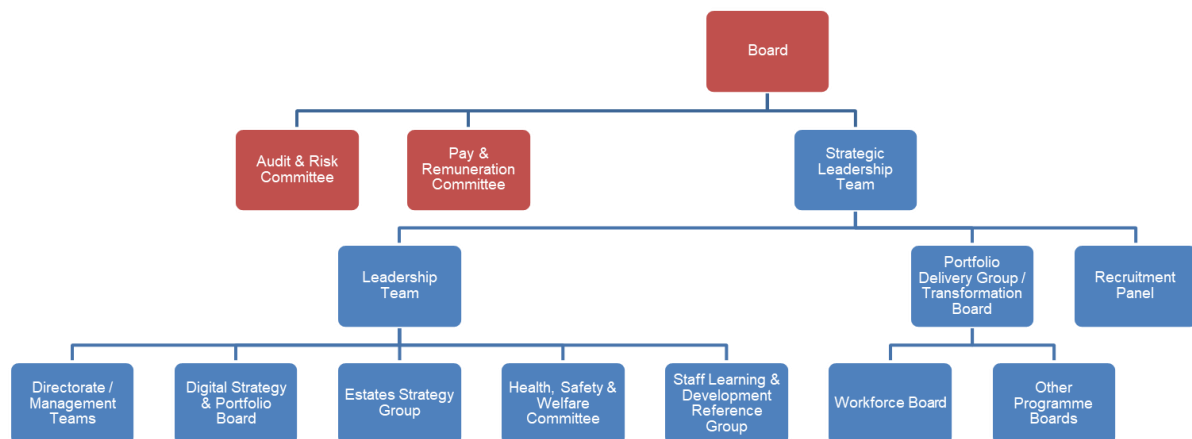 Board
Audit & Risk
Committee
Pay &
Remuneration
Committee
Strategic
Leadership
Team
Leadership
Team
Portfolio
Delivery Group /
Transformation
Board
Recruitment
Panel
Directorate /
Management
Teams
Digital Strategy
& Portfolio
Board
Estates Strategy
Group
Health, Safety &
Welfare
Committee
Staff Learning &
Development
Reference
Group
Workforce Board
Other
Programme
Boards